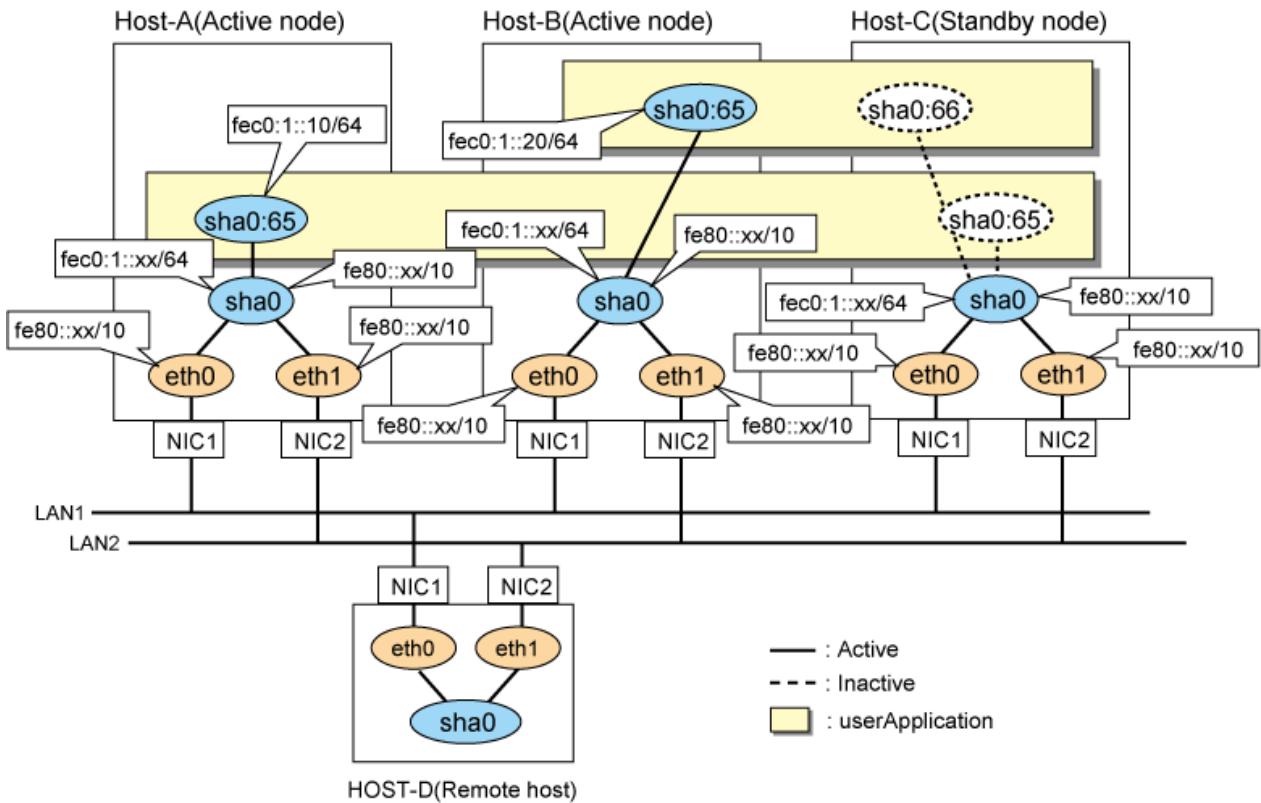 Host-A(Active node)
Host-B(Active node)
Host-C(Standby node)
sha0:65
sha0:66
fec0:1::10/64
fec0:1::20/64
sha0:65
sha0:65
fec0:1::xx/64
fe80::xx/10
fec0:1::xx/64
fe80::xx/10
sha0
sha0
fec0:1::xx/64
sha0
fe80::xx/10
fe80::xx/10
fe80::xx/10
fe80::xx/10
fe80::xx/10
eth0
eth1
eth0
eth1
eth0
eth1
fe80::xx/10
fe80::xx/10
NIC1
NIC2
NIC1
NIC2
NIC1
NIC2
LAN1
LAN2
NIC1
NIC2
eth0
eth1
sha0
: Active
: Inactive
: userApplication
HOST-D(Remote host)